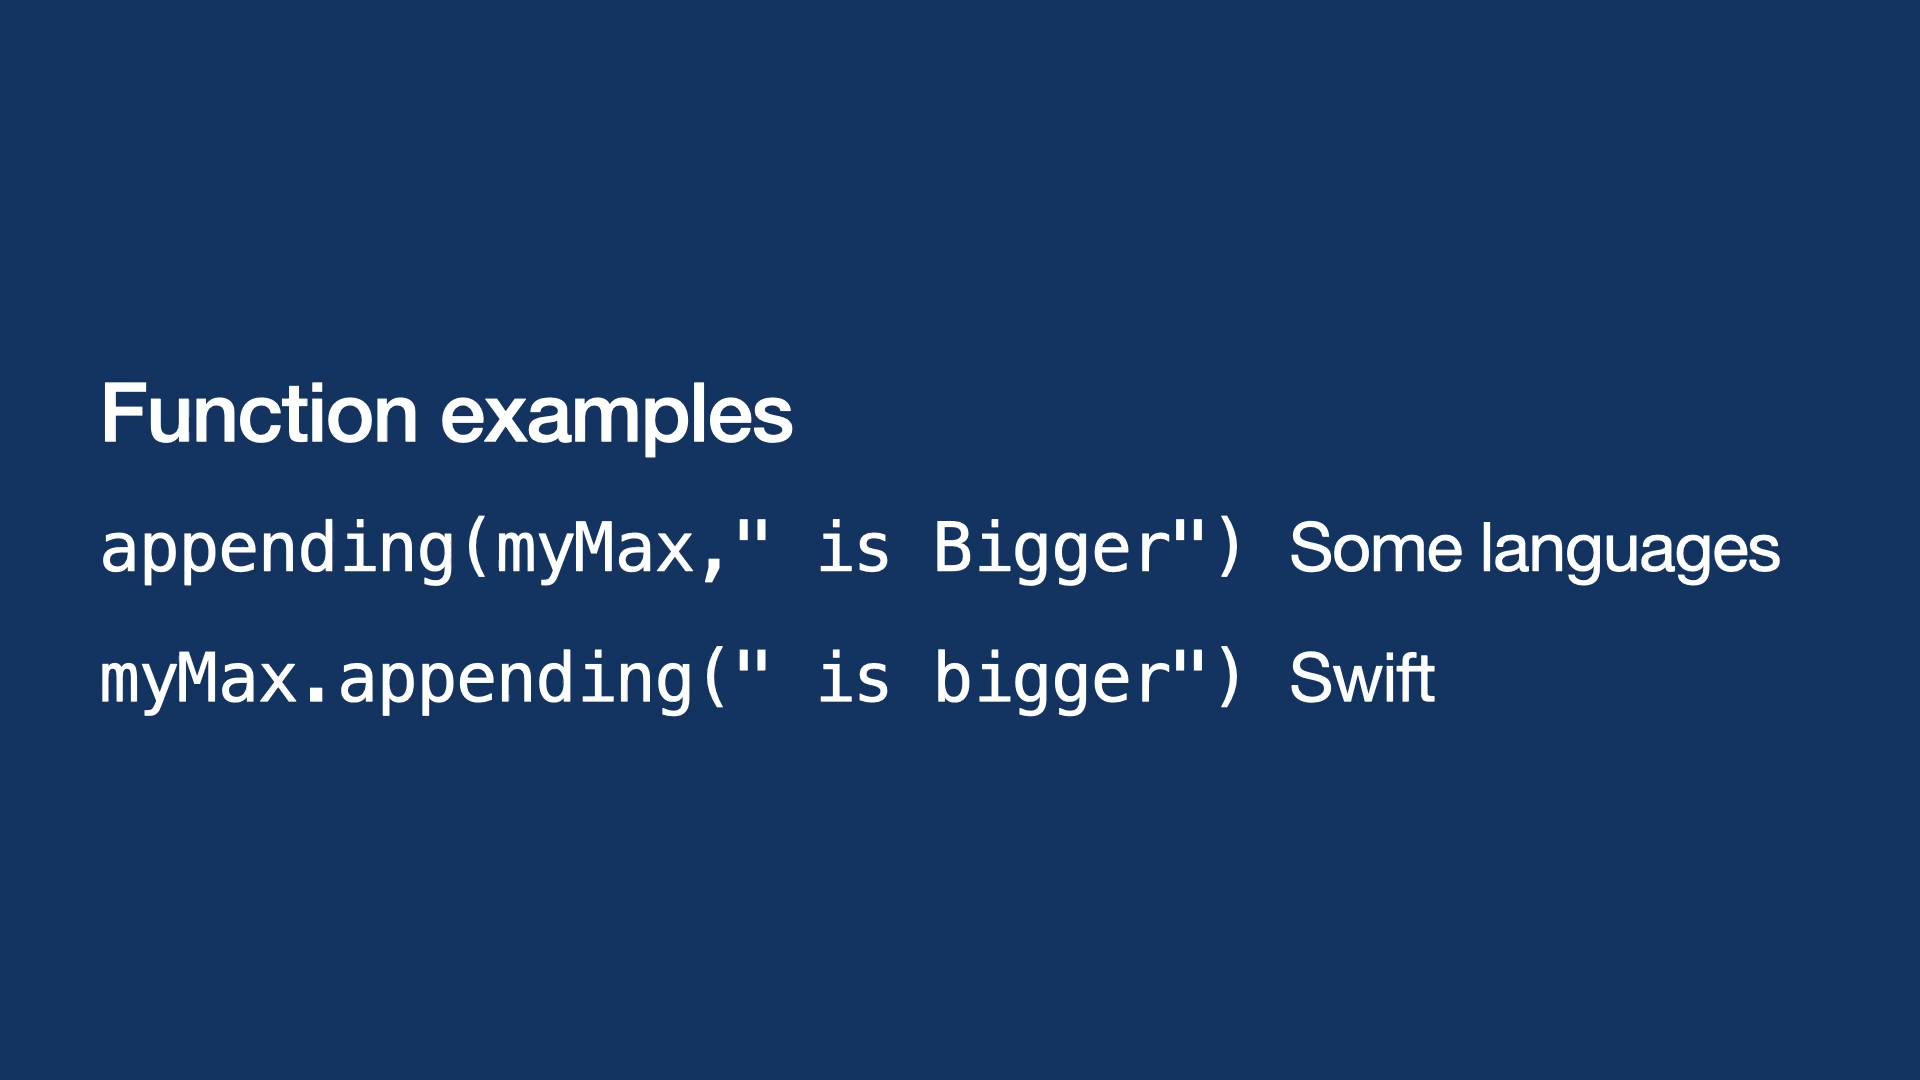 Function examples
appending(myMax," is Bigger") Some languages
myMax.appending(" is bigger") Swift